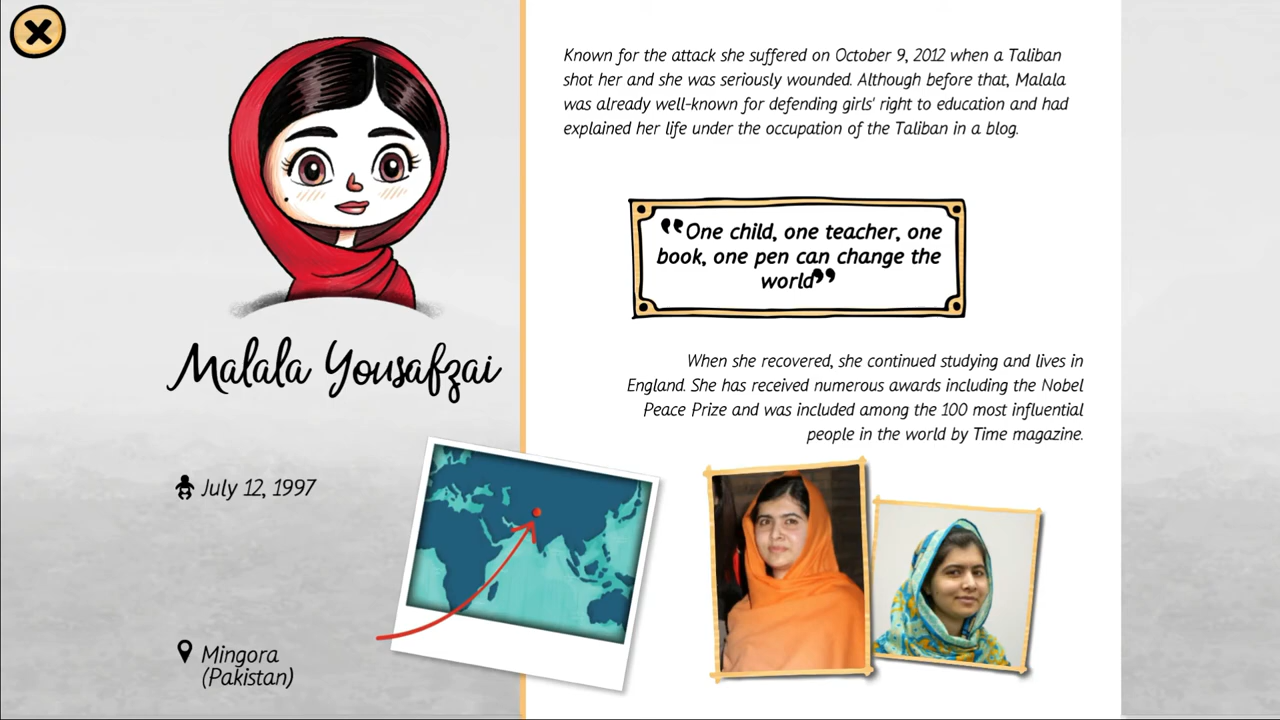 Malala Yousafzai
July 12, 1997
Mingora
(Pakistan)
Known for the attack she suffered on October 9, 2012 when a Taliban
shot her and she was seriously wounded. Although before that, Malala
was already well-known for defending girls' right to education and had
explained her life under the occupation of the Taliban in a blog.
“One child, one teacher, one
book, one pen can change the
world”
When she recovered, she continued studying and lives in
England. She has received numerous awards including the Nobel
Peace Prize and was included among the 100 most influential
people in the world by Time magazine.